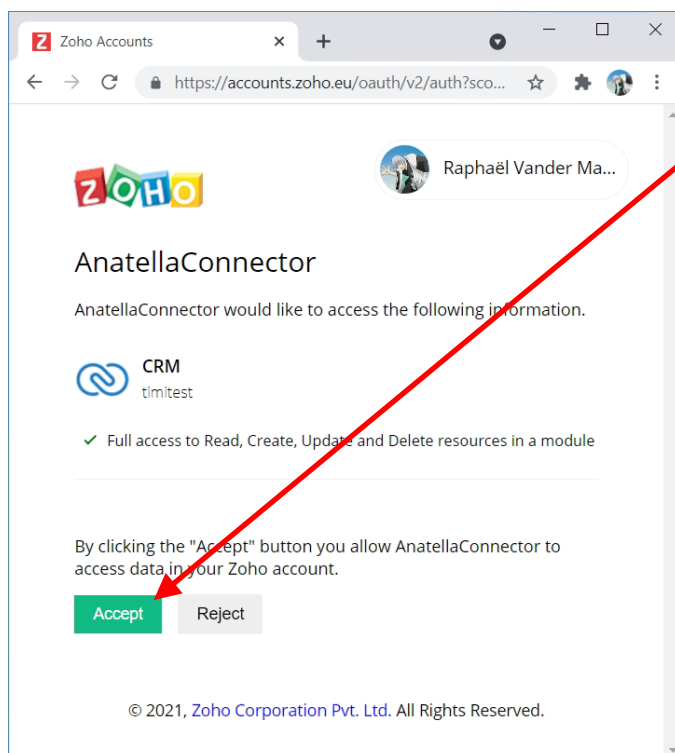 Zoho Accounts
https://accounts.zoho.eu/oauth/v2/auth?sco...
ZOHO
Raphaël Vander Ma...
AnatellaConnector
AnatellaConnector would like to access the following information.
CRM
timitest
Full access to Read, Create, Update and Delete resources in a module
By clicking the "Accept" button you allow AnatellaConnector to
access data in your Zoho account.
Accept Reject
© 2021, Zoho Corporation Pvt. Ltd. All Rights Reserved.